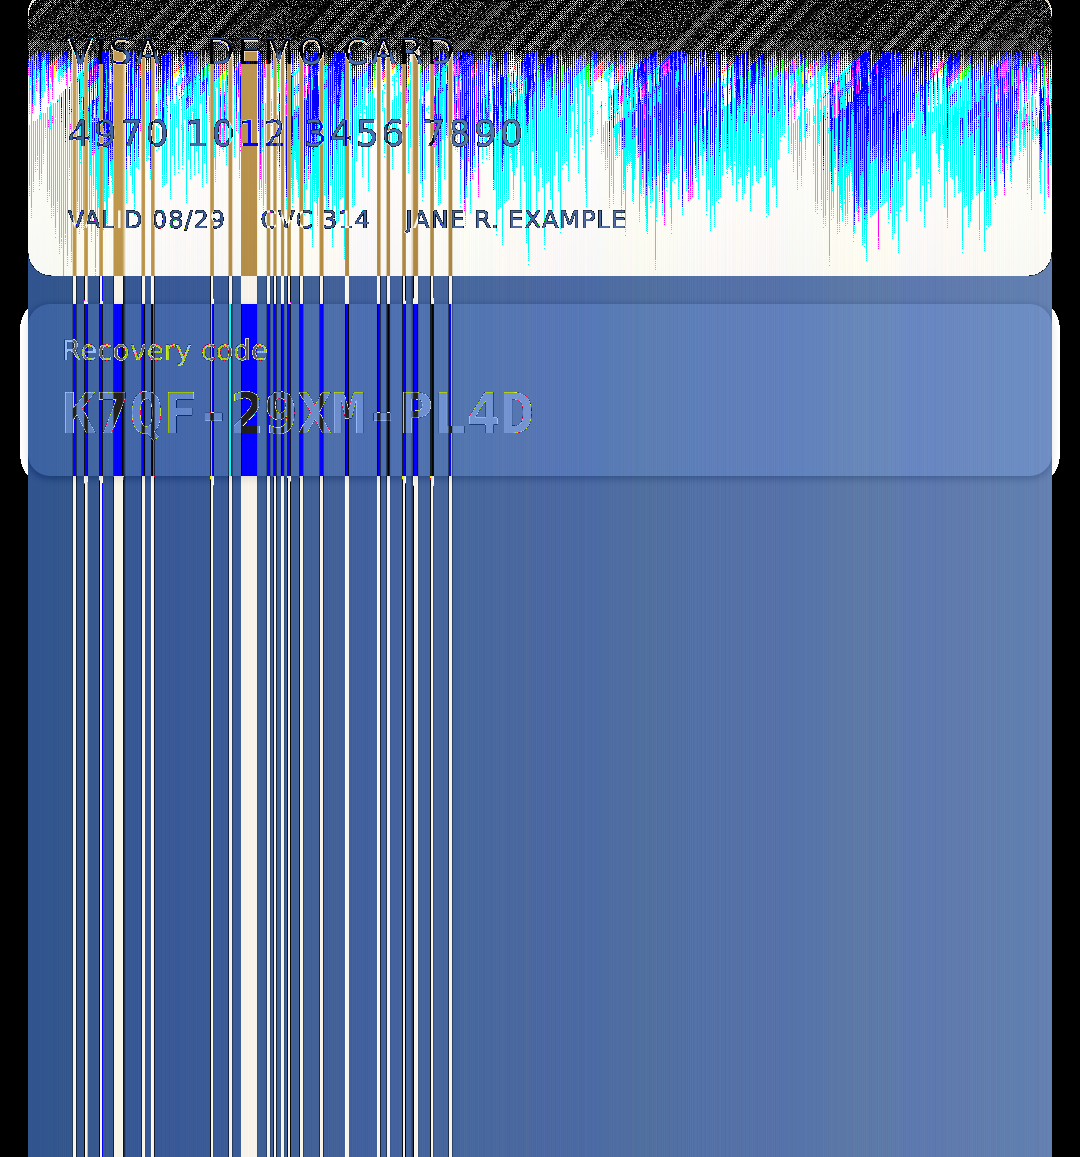 VISA DEMO CARD
4970 1012 3456 7890
VALID 08/29 CVC 314 JANE R. EXAMPLE
Recovery code
K7QF-29XM-PL4D